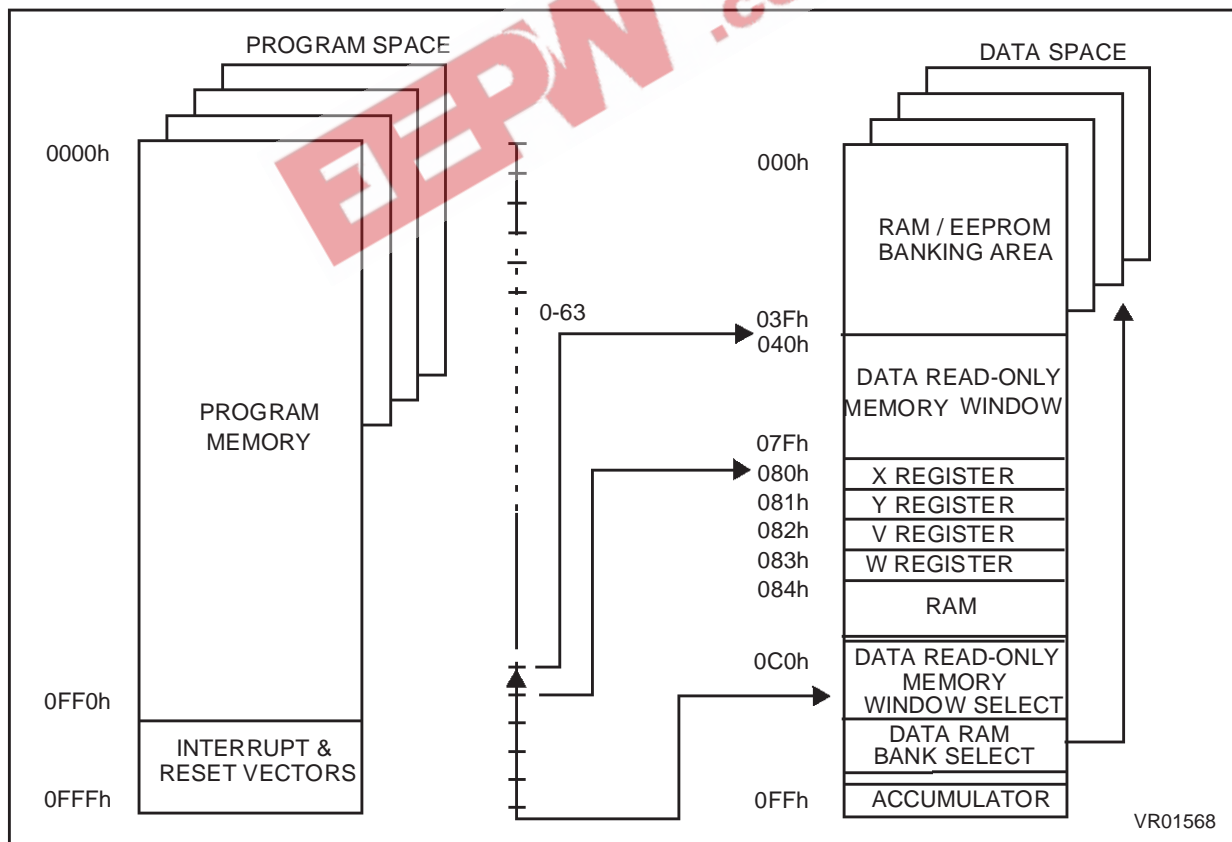 PROGRAM SPACE
0000h
PROGRAM
MEMORY
0FF0h
INTERRUPT &
RESET VECTORS
0FFFh
0-63
DATA SPACE
000h
RAM / EEPROM
BANKING AREA
03Fh
040h
DATA READ-ONLY
MEMORY WINDOW
07Fh
080h
X REGISTER
081h
Y REGISTER
082h
V REGISTER
083h
W REGISTER
084h
RAM
0C0h
DATA READ-ONLY
MEMORY
WINDOW SELECT
DATA RAM
BANK SELECT
0FFh
ACCUMULATOR
VR01568
EEPW.co